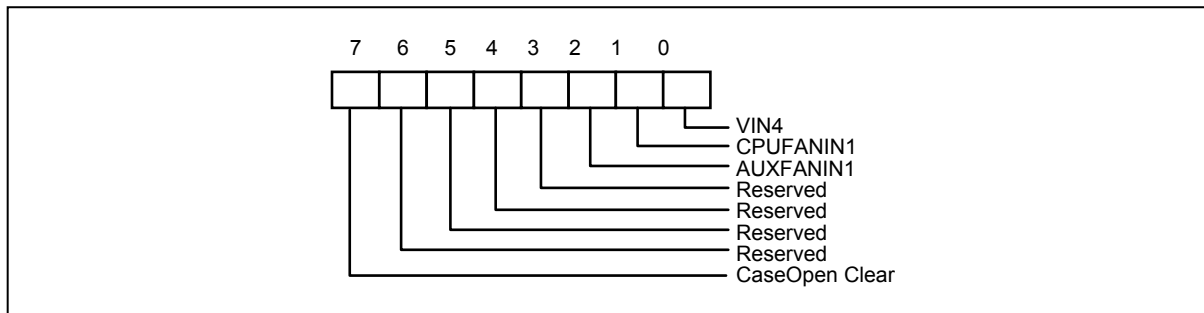 7 6 5 4 3 2 1 0
VIN4
CPUFANIN1
AUXFANIN1
Reserved
Reserved
Reserved
Reserved
CaseOpen Clear